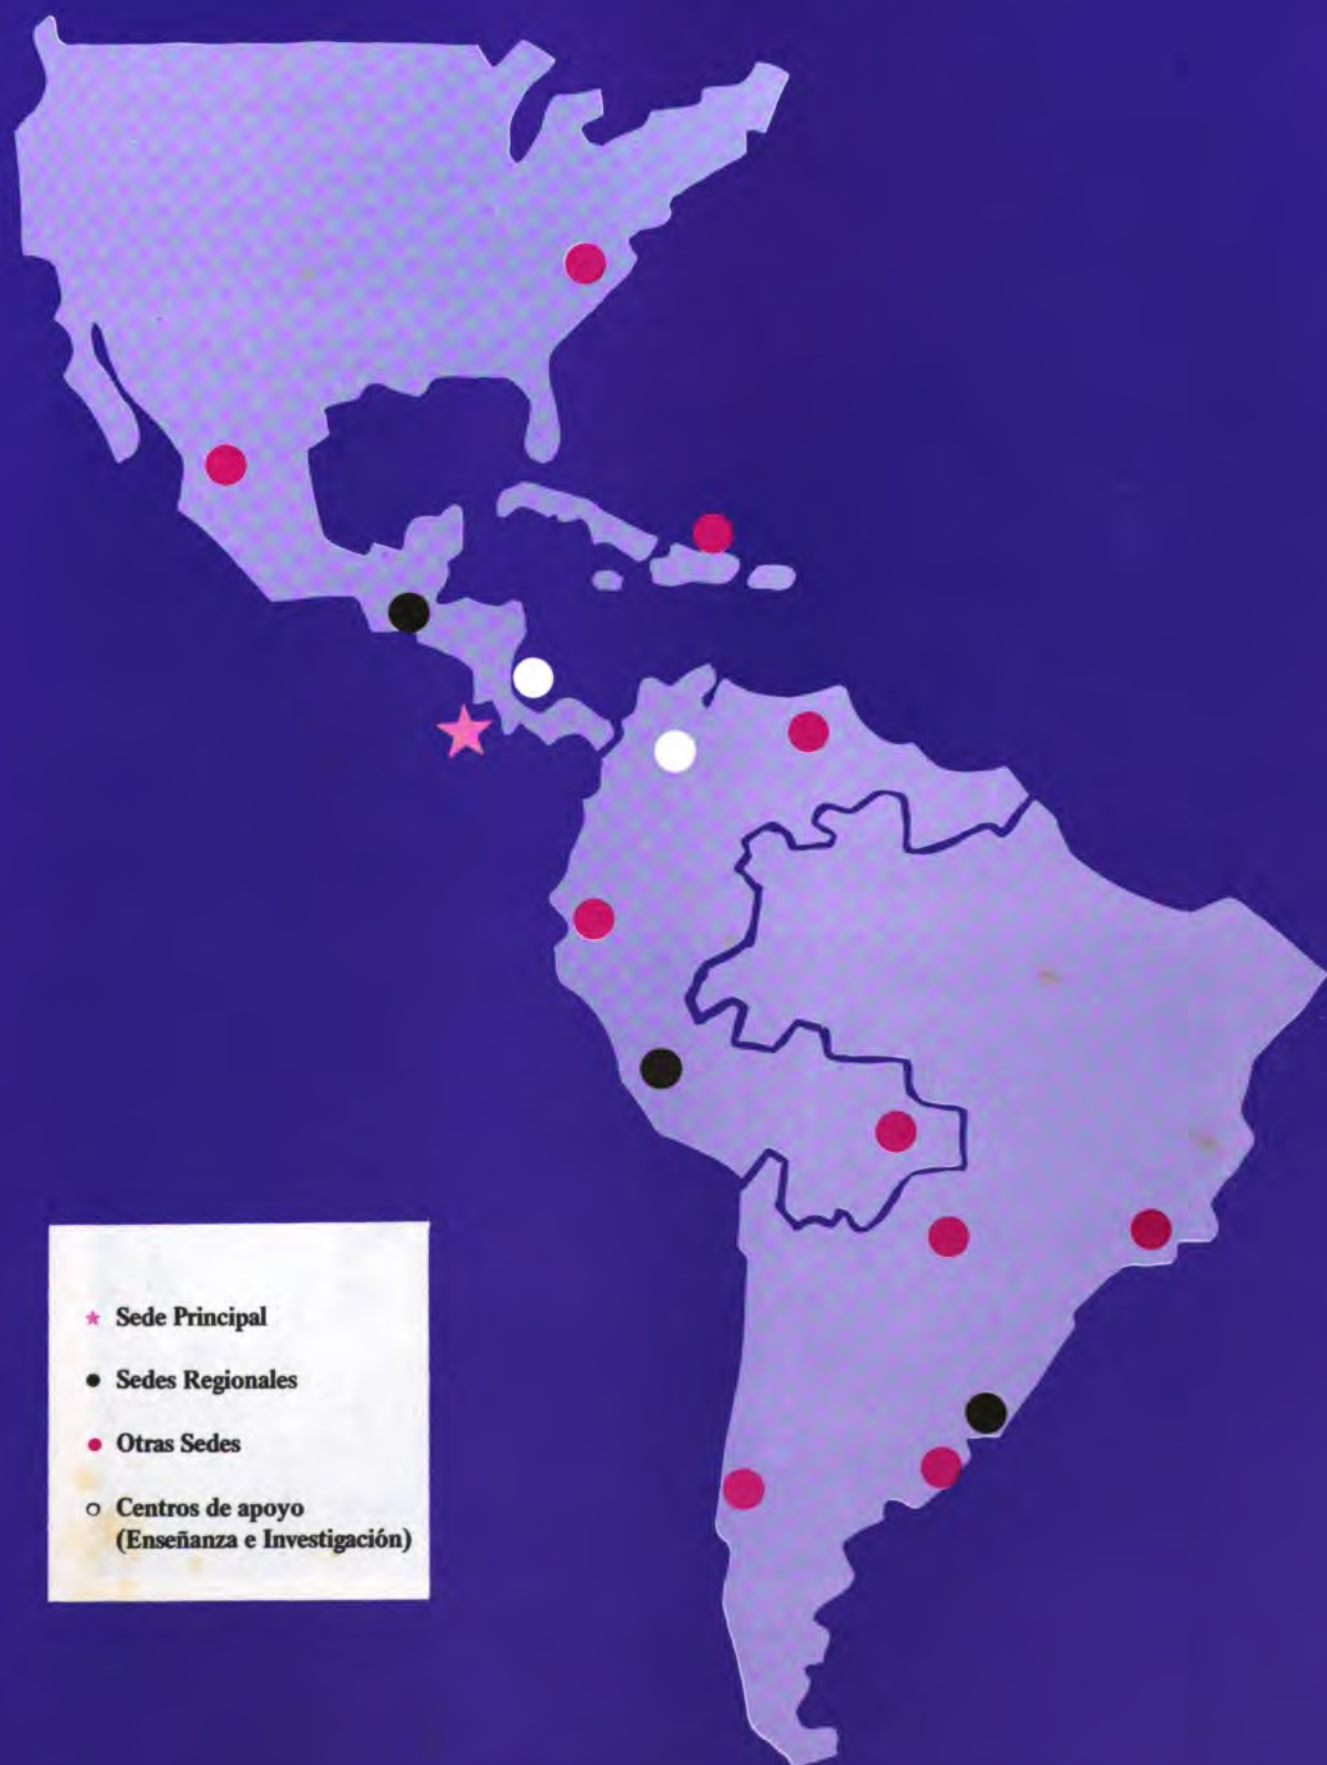 Sede Principal
Sedes Regionales
Otras Sedes
Centros de apoyo
(Enseñanza e Investigación)